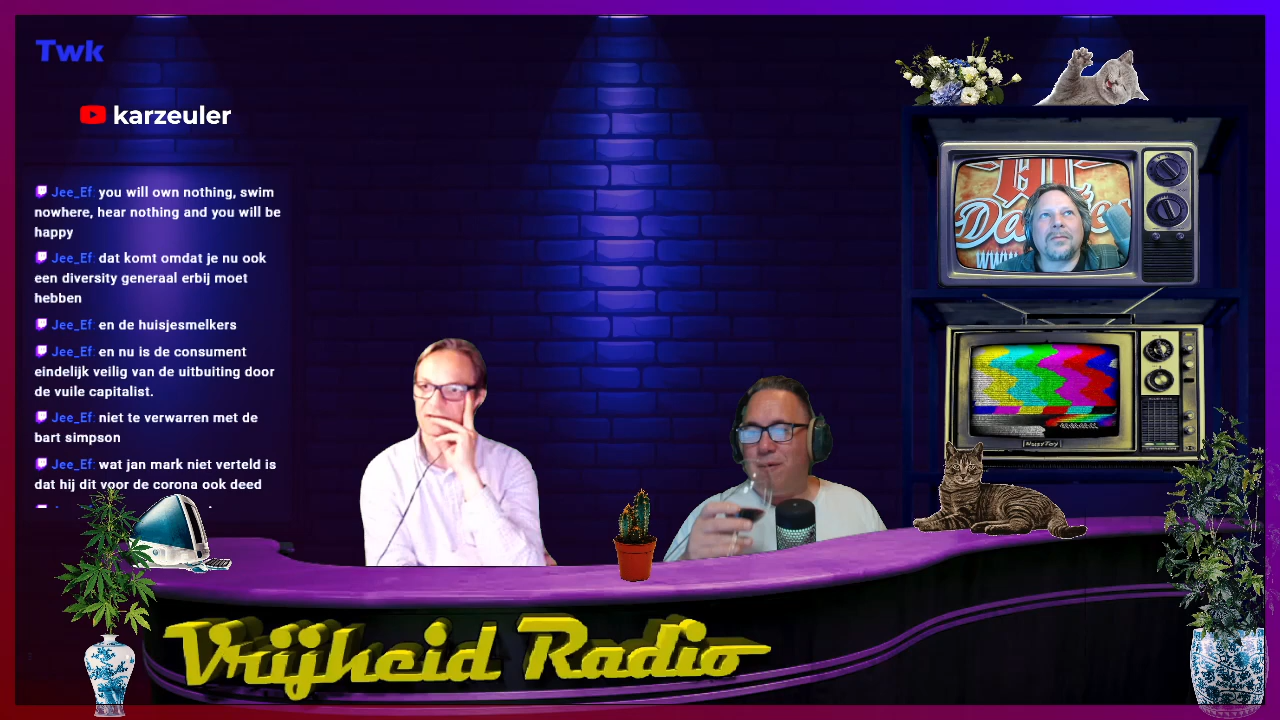 Twk
karzeuler
Jee_Ef: you will own nothing, swim
nowhere, hear nothing and you will be
happy
Jee_Ef: dat komt omdat je nu ook
een diversity generaal erbij moet
hebben
Jee_Ef: en de huisjesmelkers
Jee_Ef: en nu is de consument
eindelijk veilig van de uitbuiting door
de vuile capitalist.
Jee_Ef: niet te verwarren met de
bart simpson
Jee_Ef: wat jan mark niet verteld is
dat hij dit voor de corona ook deed
Vrijheid Radio